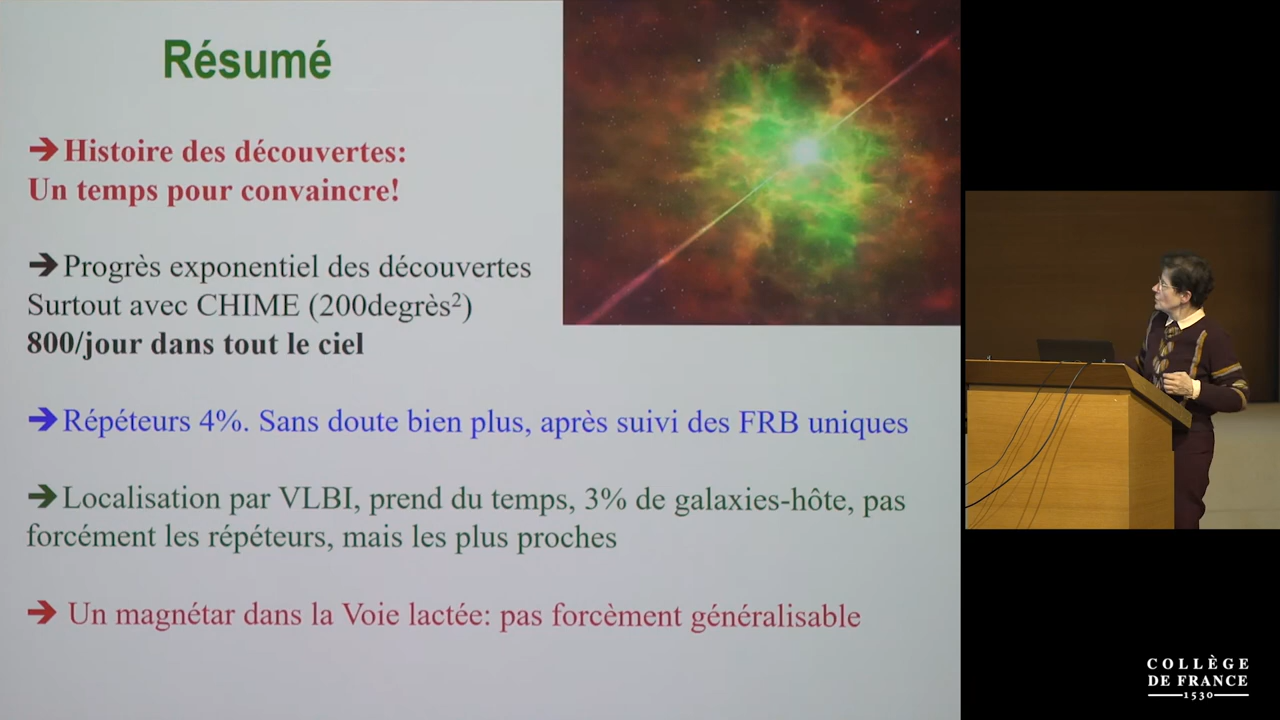 Résumé
➔ Histoire des découvertes:
Un temps pour convaincre!
➔ Progrès exponentiel des découvertes
Surtout avec CHIME (200degrès²)
800/jour dans tout le ciel
➔ Répéteurs 4%. Sans doute bien plus, après suivi des FRB uniques
➔ Localisation par VLBI, prend du temps, 3% de galaxies-hôte, pas
forcément les répéteurs, mais les plus proches
➔ Un magnétar dans la Voie lactée: pas forcèment généralisable
COLLÈGE
DE FRANCE
1530